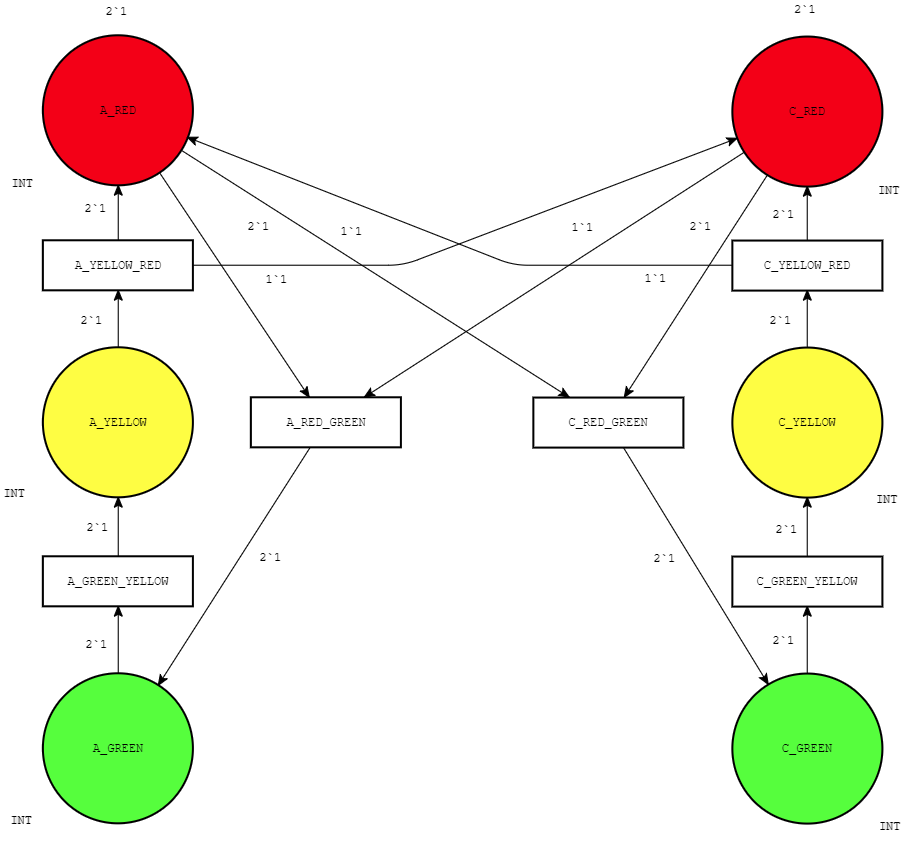 2`1
2`1
A_RED
C_RED
INT
INT
2`1
2`1
2`1
1`1
1`1
2`1
A_YELLOW_RED
C_YELLOW_RED
1`1
1`1
2`1
2`1
A_YELLOW
A_RED_GREEN
C_RED_GREEN
C_YELLOW
INT
INT
2`1
2`1
2`1
2`1
A_GREEN_YELLOW
C_GREEN_YELLOW
2`1
2`1
A_GREEN
C_GREEN
INT
INT